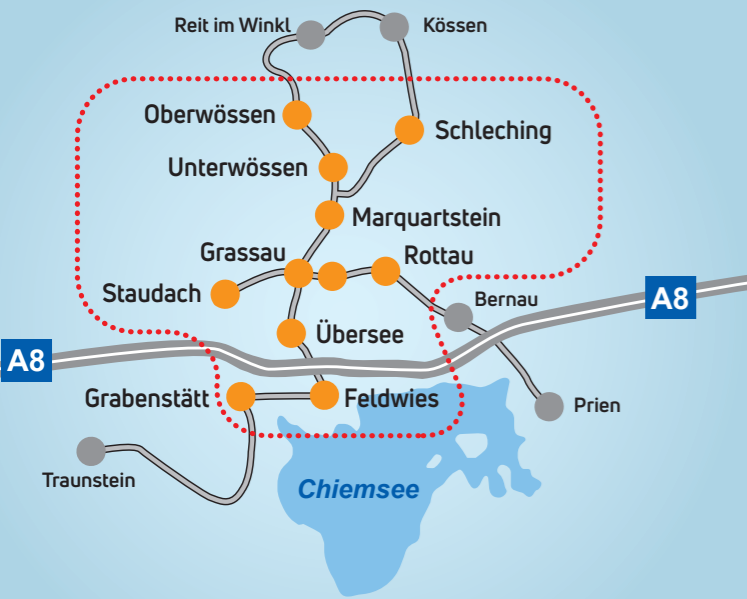 Reit im Winkl
Kössen
Oberwössen
Schleching
Unterwössen
Marquartstein
Grassau
Rottau
Staudach
Bernau
A8
Übersee
A8
Grabenstätt
Feldwies
Prien
Traunstein
Chiemsee